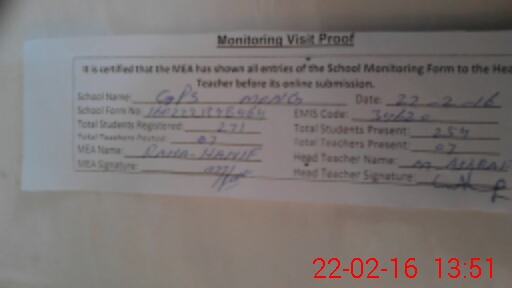 Monitoring Visit Proof
It is certified that the MEA has shown all entries of the School Monitoring Form to the Hea
Teacher before its online submission.
School Name: GPS Date: 22-2-16
School Form No EMIS Code:
Total Students Registered: 271 Total Students Present: 254
Total Teachers Posted: 07 Total Teachers Present: 07
MEA Name: RANA HANIF Head Teacher Name: M
MEA Signature: Head Teacher Signature:
22-02-16 13:51